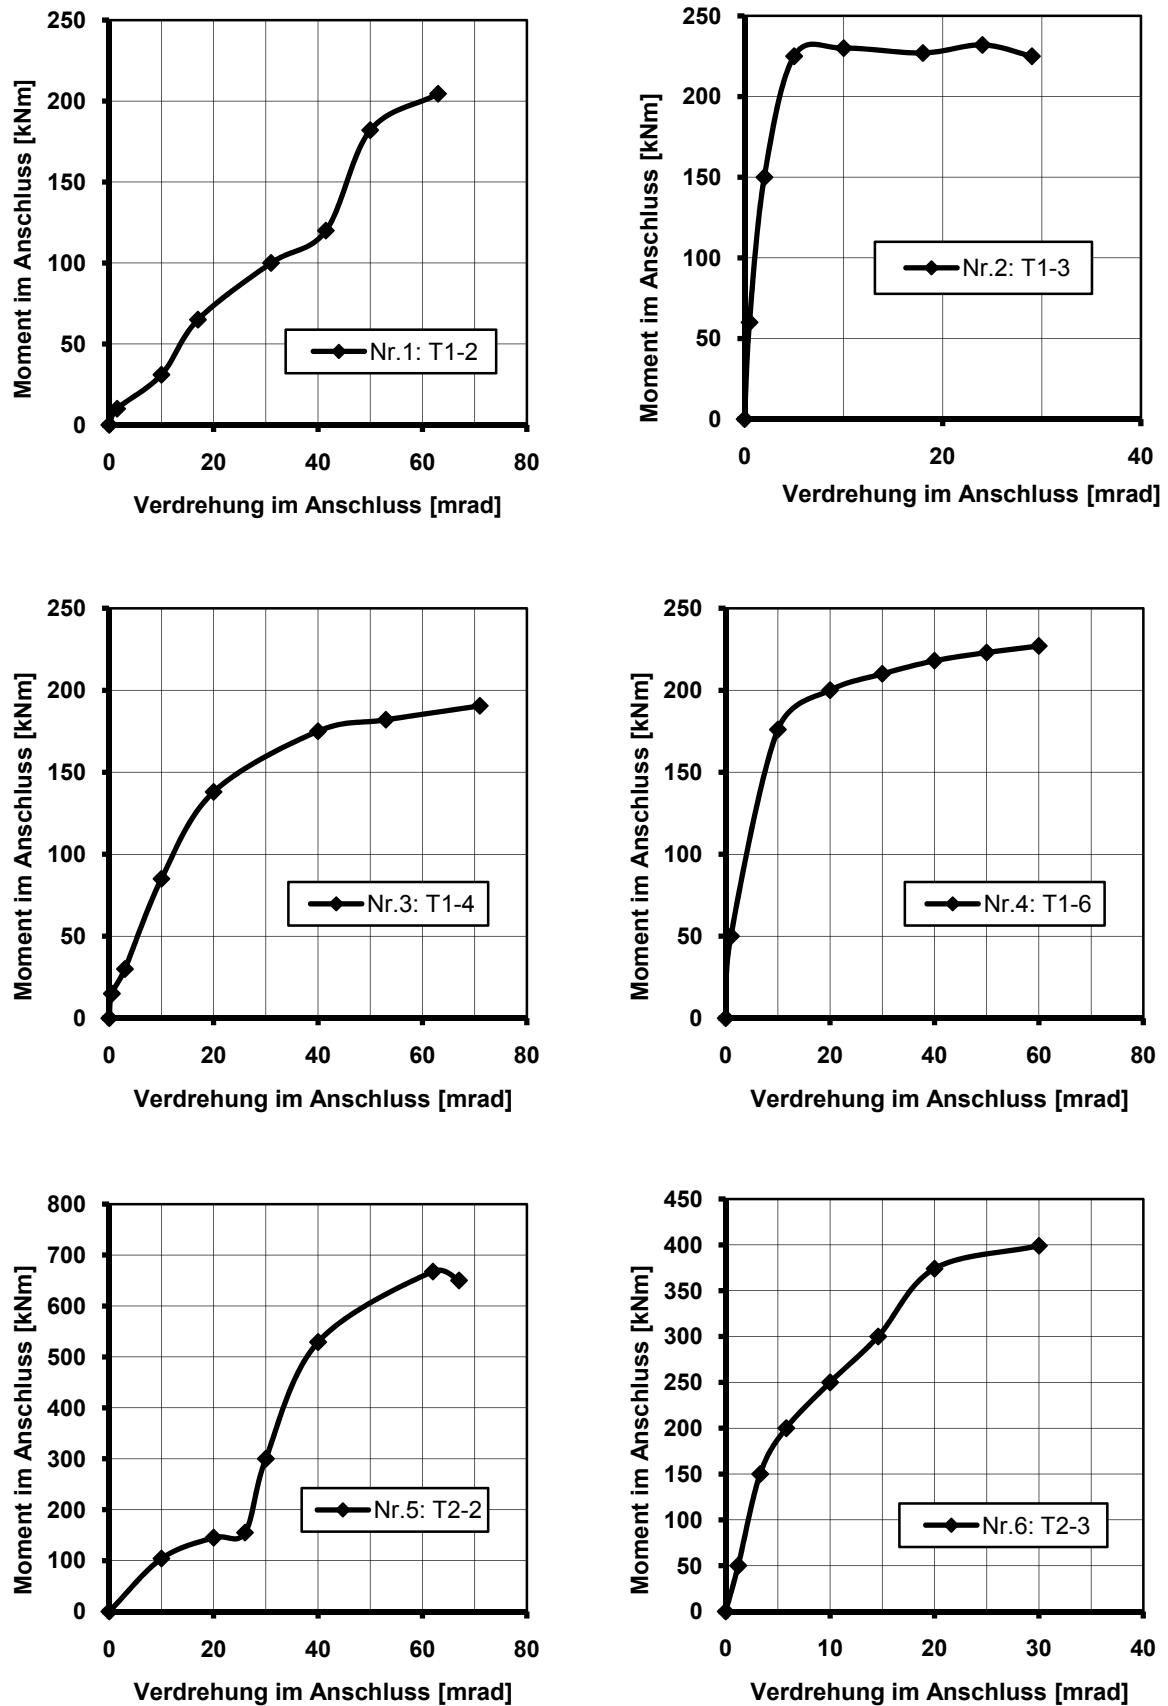 Moment im Anschluss [kNm]
250
200
150
100
50
0
0 20 40 60 80
Verdrehung im Anschluss [mrad]
Nr.1: T1-2
Moment im Anschluss [kNm]
250
200
150
100
50
0
0 20 40
Verdrehung im Anschluss [mrad]
Nr.2: T1-3
Moment im Anschluss [kNm]
250
200
150
100
50
0
0 20 40 60 80
Verdrehung im Anschluss [mrad]
Nr.3: T1-4
Moment im Anschluss [kNm]
250
200
150
100
50
0
0 20 40 60 80
Verdrehung im Anschluss [mrad]
Nr.4: T1-6
Moment im Anschluss [kNm]
800
700
600
500
400
300
200
100
0
0 20 40 60 80
Verdrehung im Anschluss [mrad]
Nr.5: T2-2
Moment im Anschluss [kNm]
450
400
350
300
250
200
150
100
50
0
0 10 20 30 40
Verdrehung im Anschluss [mrad]
Nr.6: T2-3